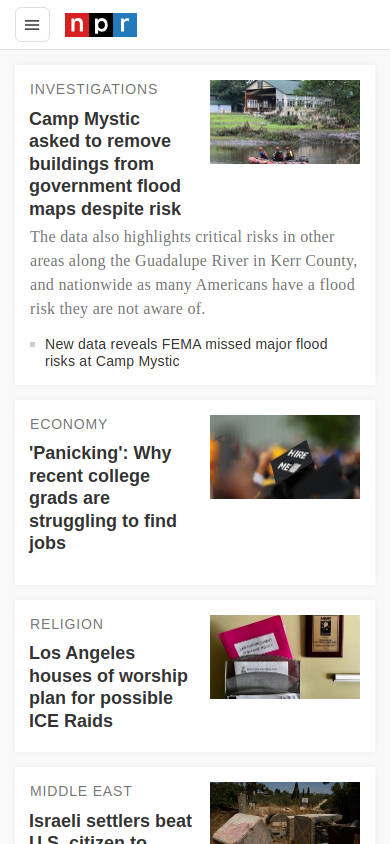 npr
INVESTIGATIONS
Camp Mystic
asked to remove
buildings from
government flood
maps despite risk
The data also highlights critical risks in other
areas along the Guadalupe River in Kerr County,
and nationwide as many Americans have a flood
risk they are not aware of.
New data reveals FEMA missed major flood
risks at Camp Mystic
ECONOMY
'Panicking': Why
recent college
grads are
struggling to find
jobs
HIRE
ME
RELIGION
Los Angeles
houses of worship
plan for possible
ICE Raids
MIDDLE EAST
Israeli settlers beat
U.S. citizen to